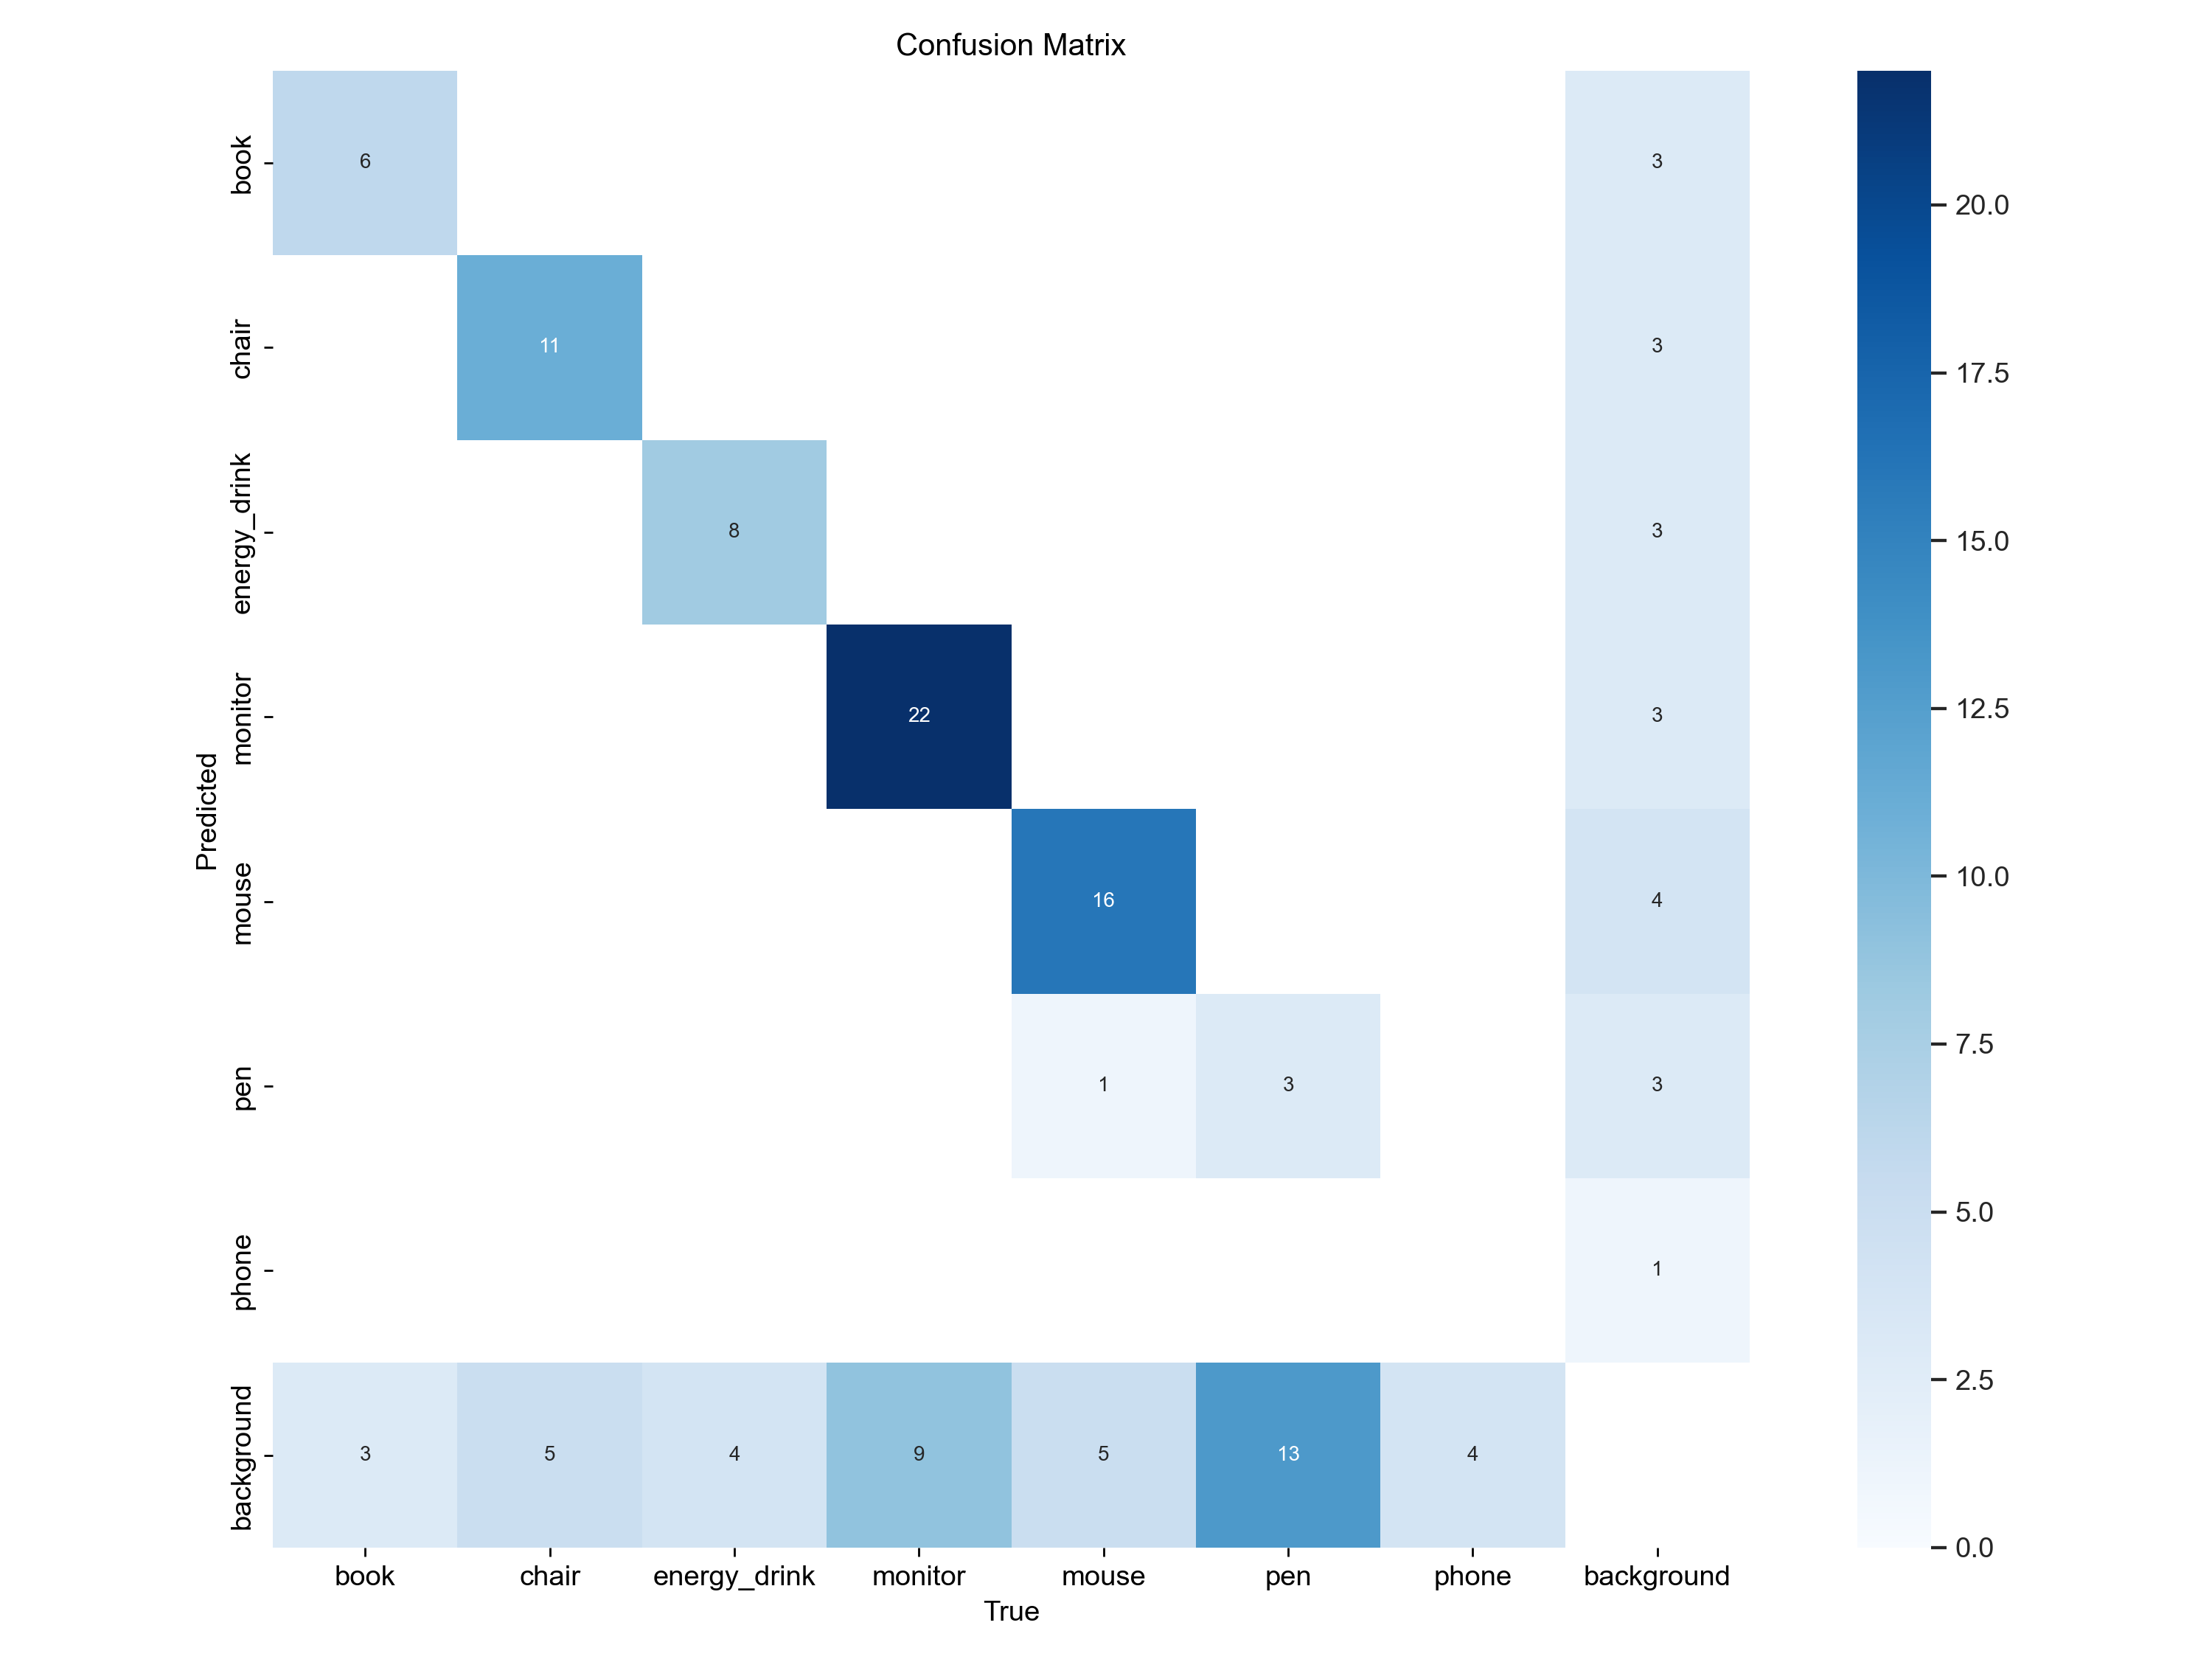 Confusion Matrix
book
6
3
20.0
chair
11
3
17.5
energy_drink
8
3
15.0
monitor
22
3
12.5
Predicted
mouse
16
4
10.0
pen
1
3
3
7.5
phone
1
5.0
2.5
background
3
5
4
9
5
13
4
0.0
book chair energy_drink monitor mouse pen phone background
True